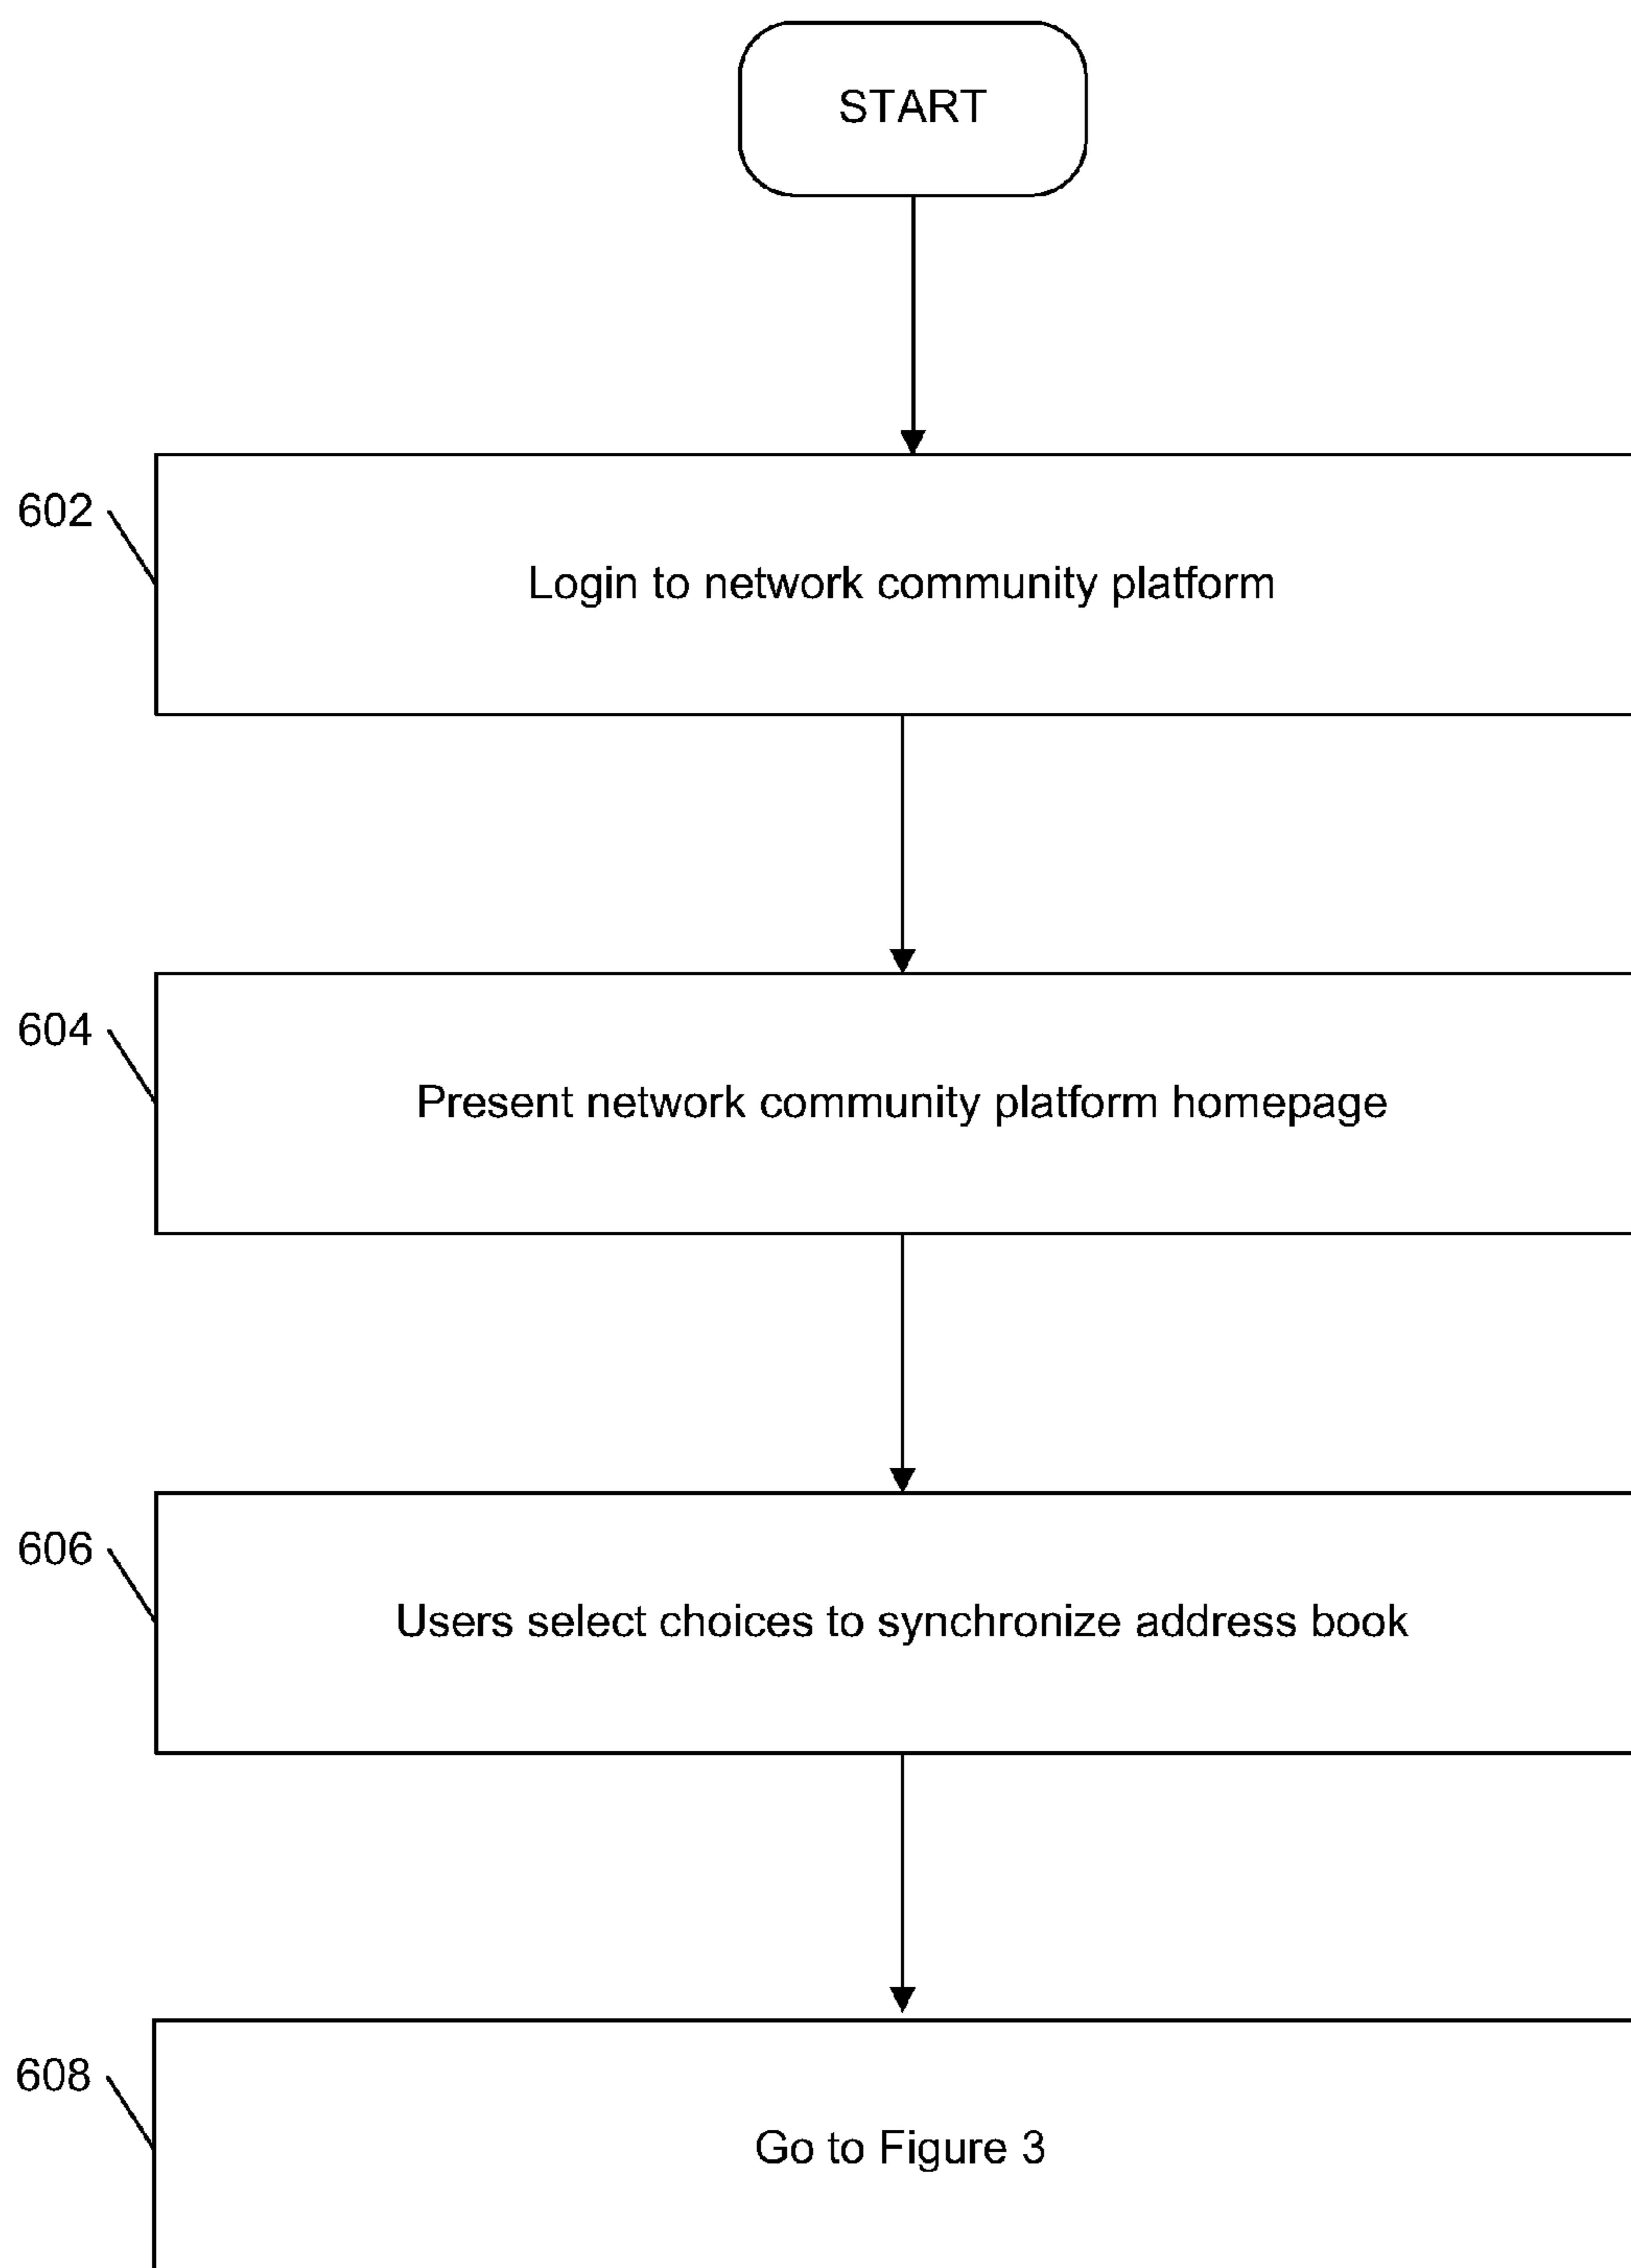 START
602
Login to network community platform
604
Present network community platform homepage
606
Users select choices to synchronize address book
608
Go to Figure 3